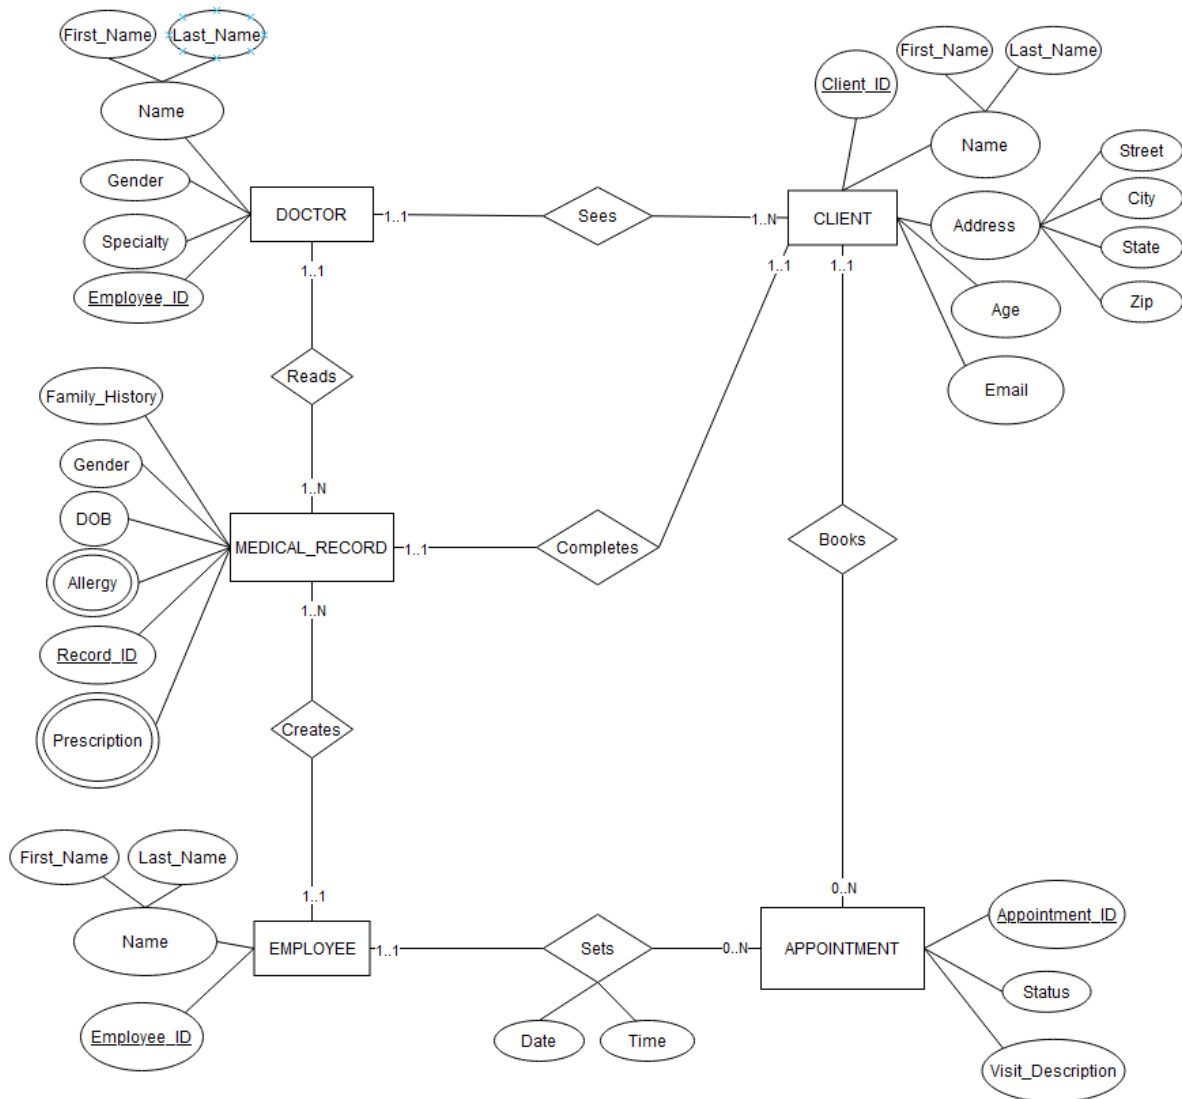 First_Name
Last_Name
Name
Gender
Specialty
Employee_ID
DOCTOR
1..1
Sees
1..N
CLIENT
Client_ID
First_Name
Last_Name
Name
Address
Street
City
State
Zip
Age
Email
1..1
1..1
1..1
Reads
1..N
Family_History
Gender
DOB
Allergy
Record_ID
Prescription
MEDICAL_RECORD
1..1
Completes
Books
1..N
Creates
1..1
First_Name
Last_Name
Name
Employee_ID
EMPLOYEE
1..1
Sets
Date
Time
0..N
0..N
APPOINTMENT
Appointment_ID
Status
Visit_Description